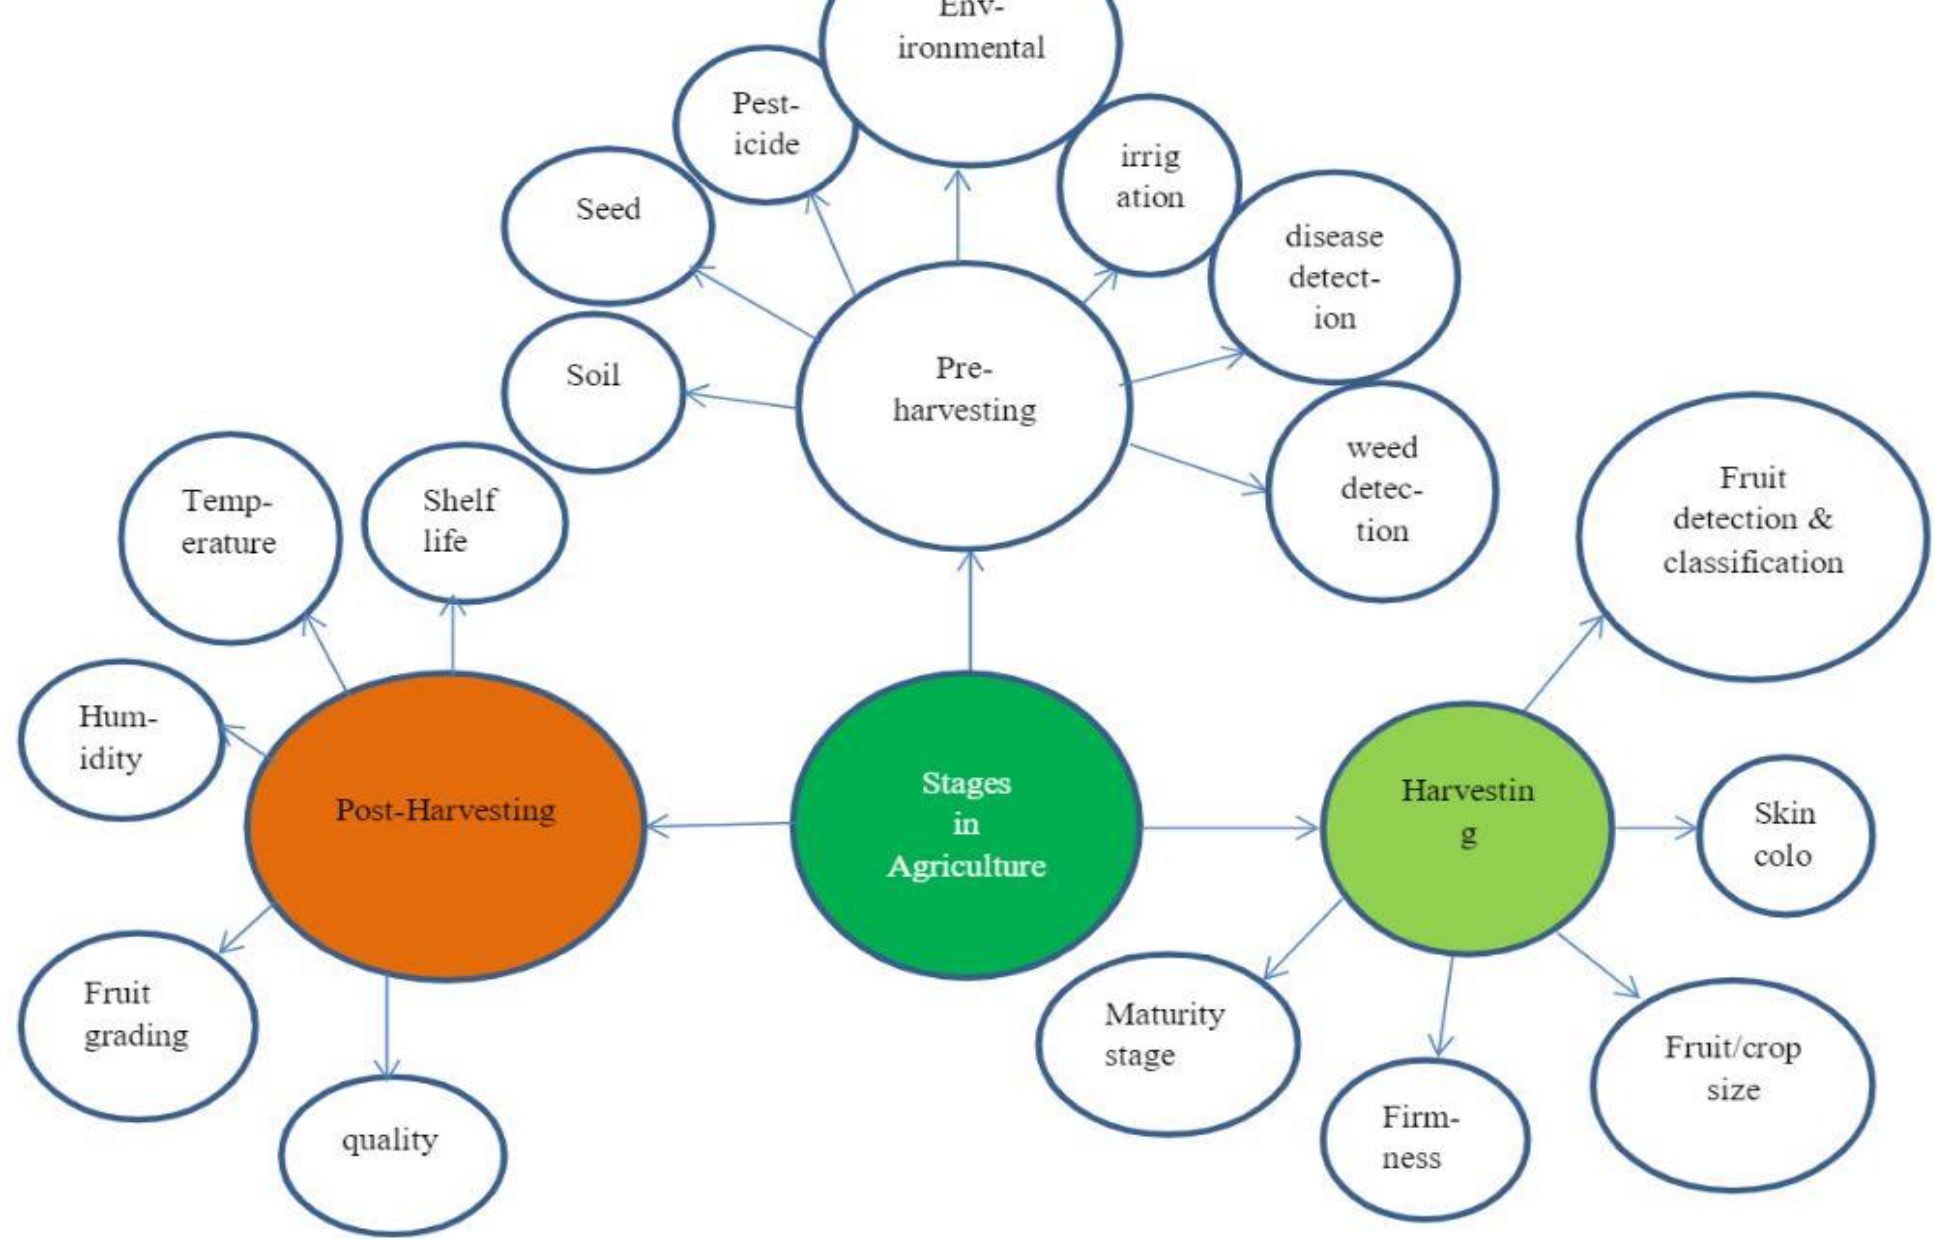 Env-
ironmental
Pest-
icide
irrig
ation
Seed
disease
detect-
ion
Soil
Pre-
harvesting
weed
detec-
tion
Fruit
detection &
classification
Temp-
erature
Shelf
life
Hum-
idity
Post-Harvesting
Stages
in
Agriculture
Harvestin
g
Skin
colo
Fruit
grading
Maturity
stage
Fruit/crop
size
quality
Firm-
ness